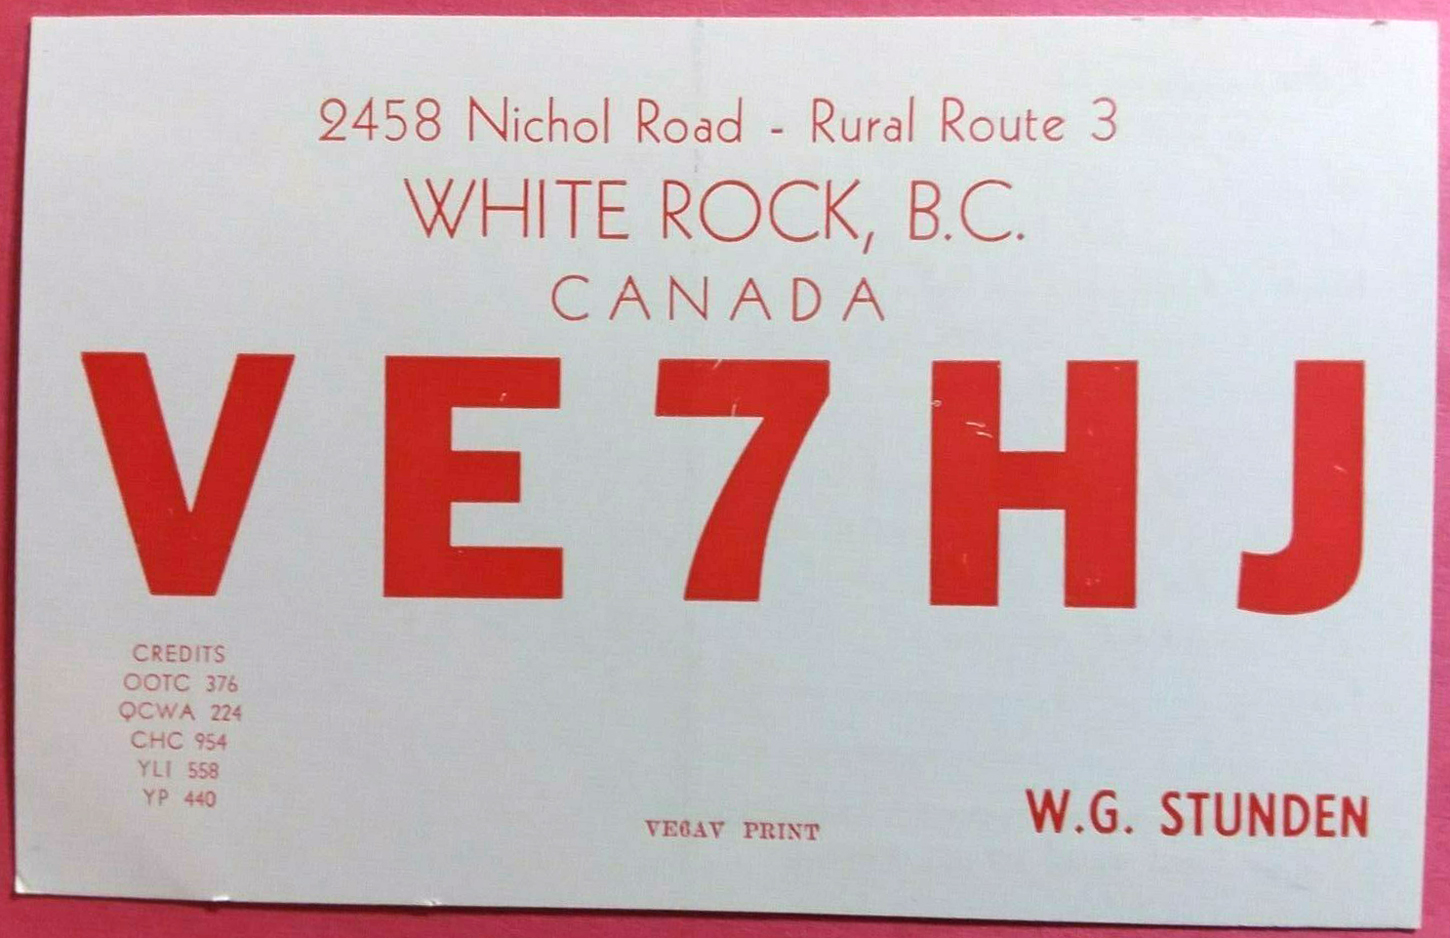 2458 Nichol Road - Rural Route 3
WHITE ROCK, B.C.
CANADA
VE7HJ
CREDITS
OOTC 376
QCWA 224
CHC 954
YLI 558
YP 440
VE6AV PRINT
W.G. STUNDEN